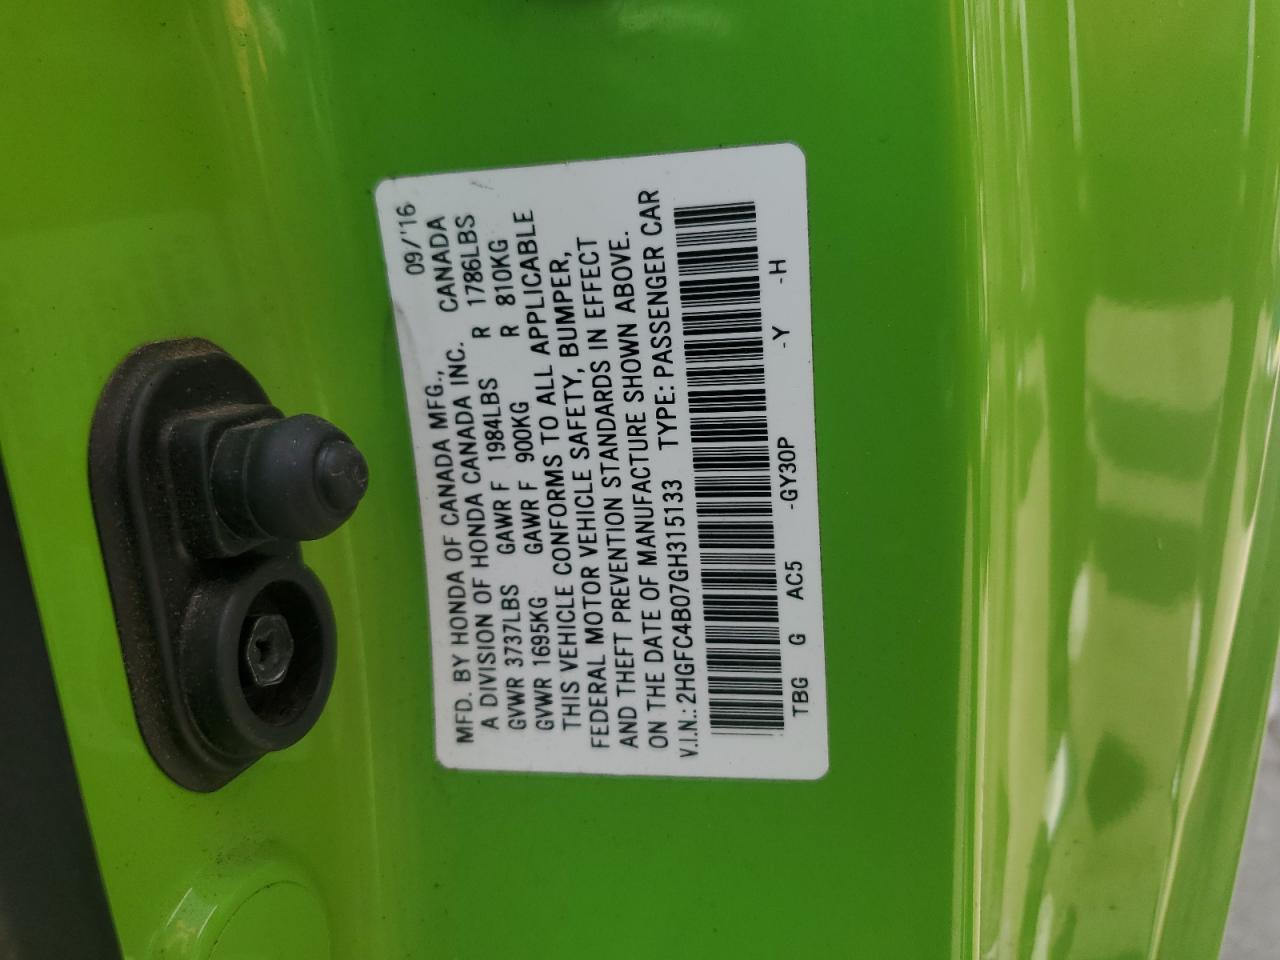 MFD. BY HONDA OF CANADA MFG., 09/'16
A DIVISION OF HONDA CANADA INC. CANADA
GVWR 3737LBS GAWR F 1984LBS R 1786LBS
GVWR 1695KG GAWR F 900KG R 810KG
THIS VEHICLE CONFORMS TO ALL APPLICABLE
FEDERAL MOTOR VEHICLE SAFETY, BUMPER,
AND THEFT PREVENTION STANDARDS IN EFFECT
ON THE DATE OF MANUFACTURE SHOWN ABOVE.
V.I.N.: 2HGFC4B07GH315133 TYPE: PASSENGER CAR
TBG G AC5 -GY30P -Y -H